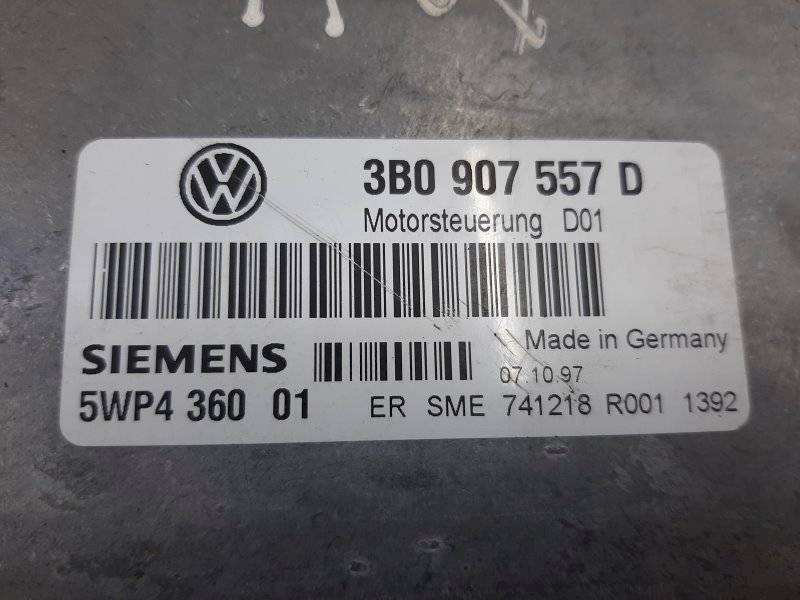 3B0 907 557 D
Motorsteuerung D01
SIEMENS
Made in Germany
07.10.97
5WP4 360 01
ER SME 741218 R001 1392